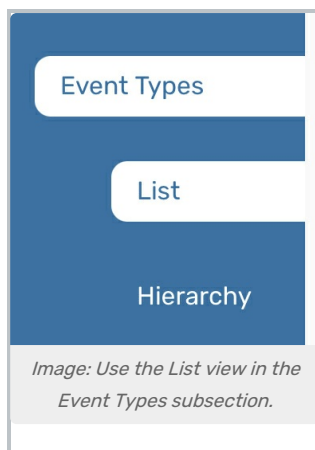 Event Types
List
Hierarchy
Image: Use the List view in the
Event Types subsection.